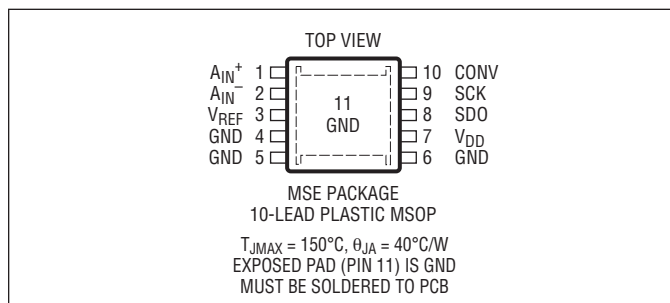 TOP VIEW
AIN+ 1
AIN– 2
VREF 3
GND 4
GND 5
11
GND
10 CONV
9 SCK
8 SDO
7 VDD
6 GND
MSE PACKAGE
10-LEAD PLASTIC MSOP
TJMAX = 150°C, θJA = 40°C/W
EXPOSED PAD (PIN 11) IS GND
MUST BE SOLDERED TO PCB